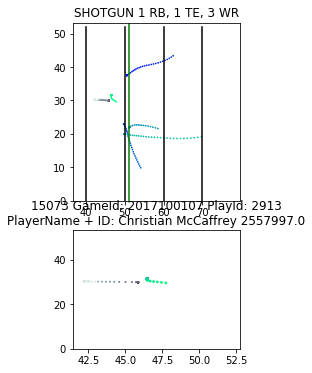 SHOTGUN 1 RB, 1 TE, 3 WR
50
40
30
20
10
0
40 50 60 70
15073 GameId: 2017100107 PlayId: 2913
PlayerName + ID: Christian McCaffrey 2557997.0
40
20
0
42.5 45.0 47.5 50.0 52.5